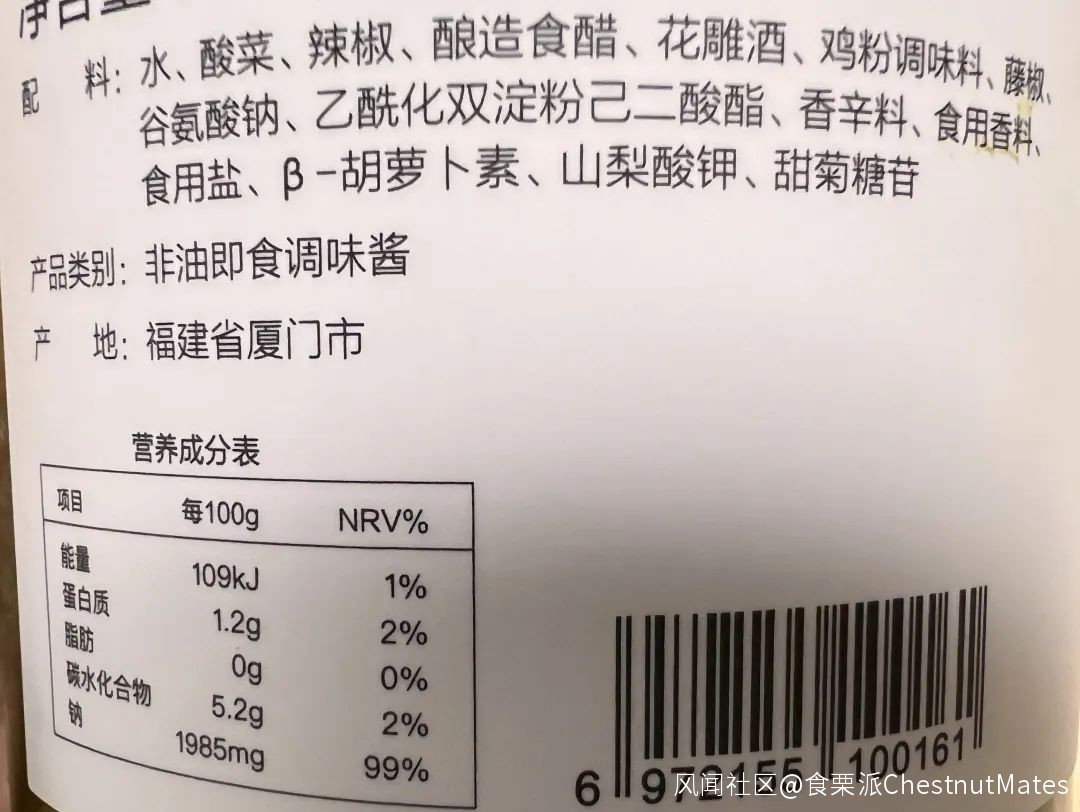 净含量
配 料：水、酸菜、辣椒、酿造食醋、花雕酒、鸡粉调味料、藤椒、
谷氨酸钠、乙酰化双淀粉己二酸酯、香辛料、食用香料、
食用盐、β-胡萝卜素、山梨酸钾、甜菊糖苷
产品类别：非油即食调味酱
产 地：福建省厦门市
营养成分表
项目 每100g NRV%
能量 109kJ 1%
蛋白质 1.2g 2%
脂肪 0g 0%
碳水化合物 5.2g 2%
钠 1985mg 99%
6 972155 100161
风闻社区@食栗派ChestnutMates